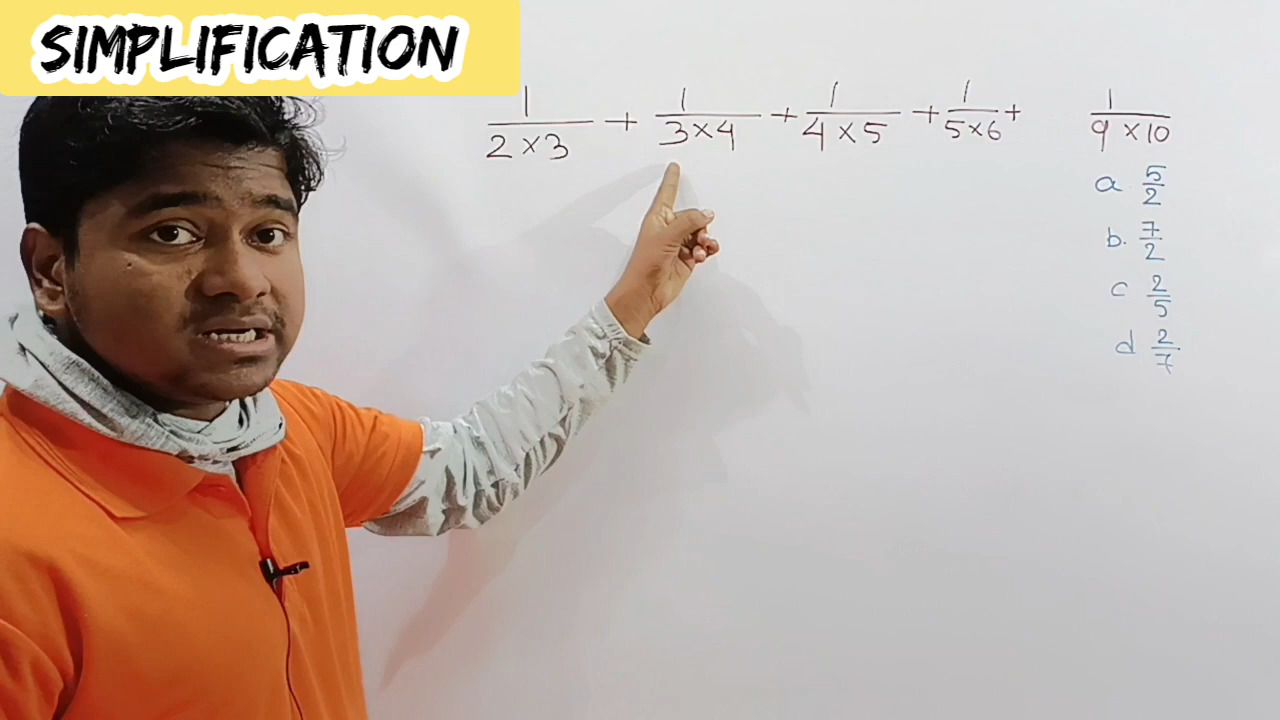 SIMPLIFICATION
1/(2×3) + 1/(3×4) + 1/(4×5) + 1/(5×6) + 1/(9×10)
a 5/2
b. 7/2
c 2/5
d 2/7